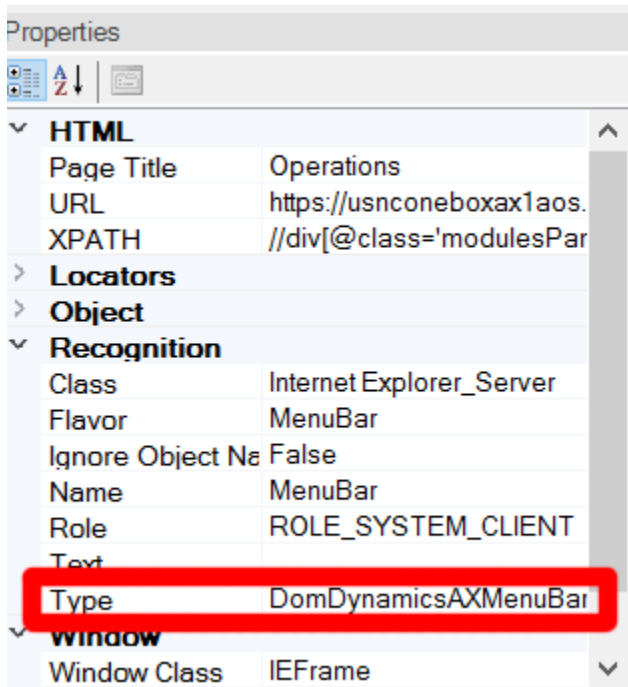 Properties
HTML
Page Title Operations
URL https://usnconeboxax1aos.
XPATH //div[@class='modulesPar
Locators
Object
Recognition
Class Internet Explorer_Server
Flavor MenuBar
Ignore Object Na False
Name MenuBar
Role ROLE_SYSTEM_CLIENT
Text
Type DomDynamicsAXMenuBar
Window
Window Class IEFrame